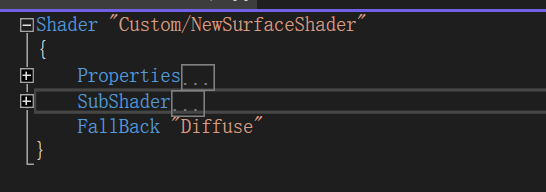 Shader "Custom/NewSurfaceShader"
{
Properties...
SubShader...
FallBack "Diffuse"
}